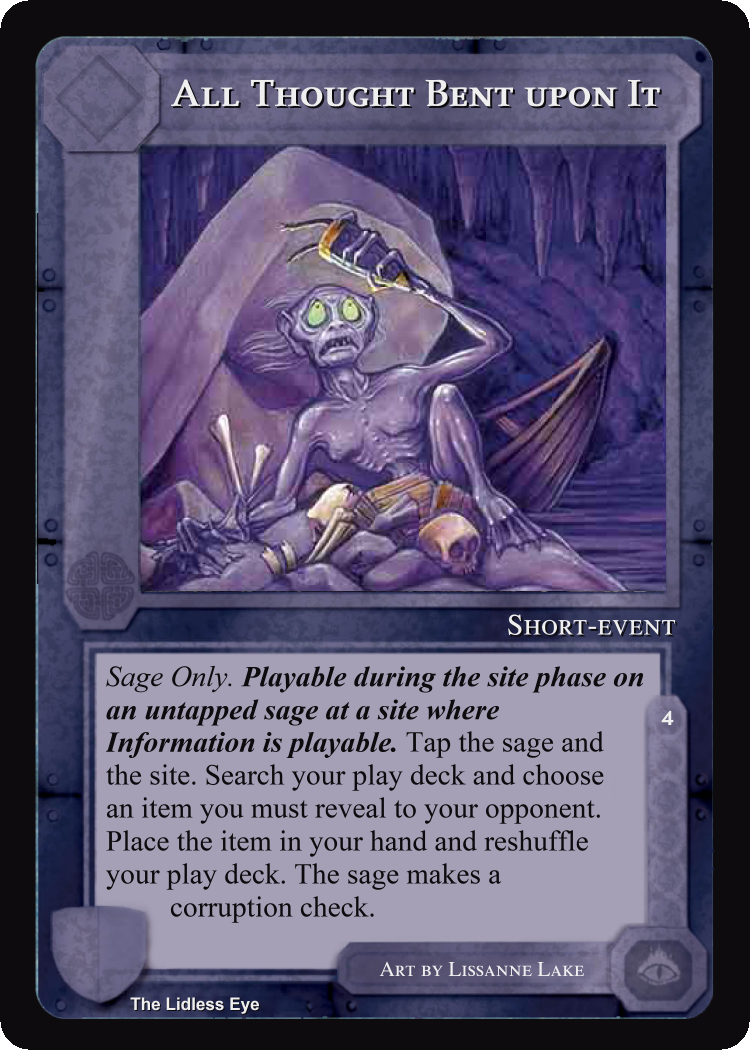 All Thought Bent upon It
Short-event
Sage Only. Playable during the site phase on
an untapped sage at a site where
Information is playable. Tap the sage and
the site. Search your play deck and choose
an item you must reveal to your opponent.
Place the item in your hand and reshuffle
your play deck. The sage makes a
corruption check.
4
Art by Lissanne Lake
The Lidless Eye